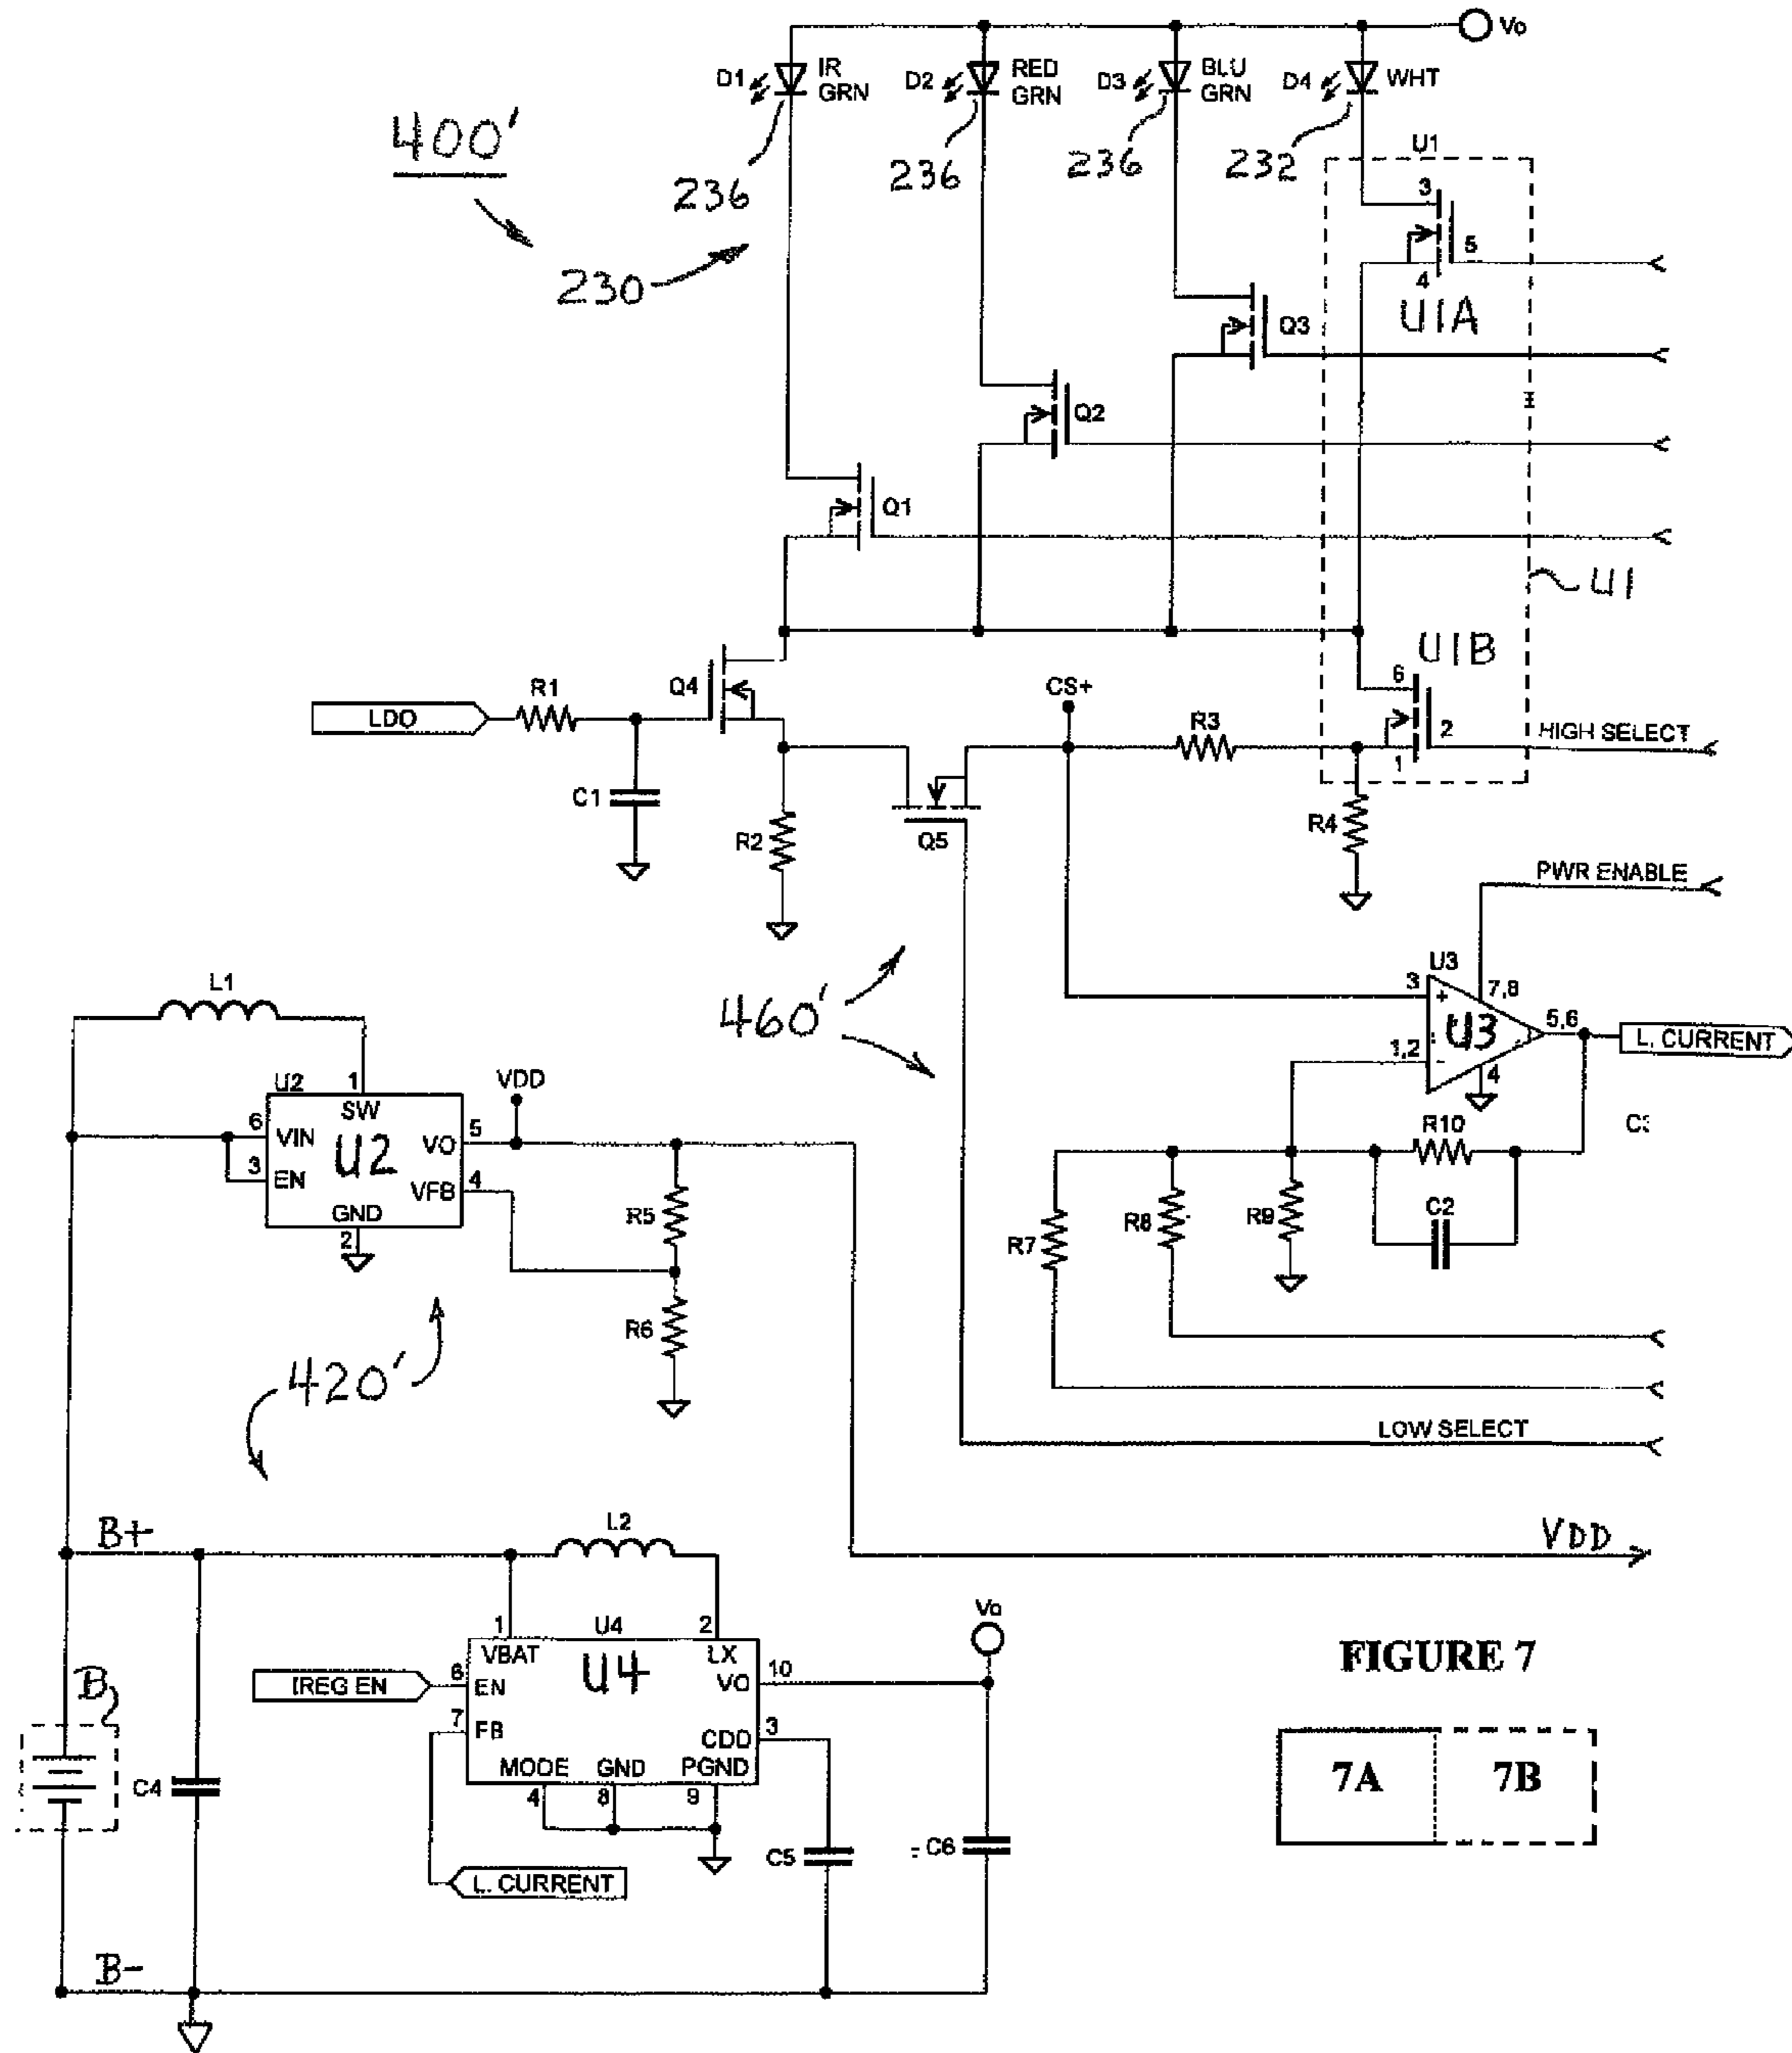 Vo
D1
IR
GRN
D2
RED
GRN
D3
BLU
GRN
D4
WHT
400'
236
236
236
232
U1
3
5
4
U1A
230
Q3
Q2
Q1
U1
U1B
6
2
1
HIGH SELECT
LDO
R1
Q4
CS+
R3
C1
R2
Q5
R4
PWR ENABLE
460'
U3
3
+
7,8
U3
5,6
L. CURRENT
1,2
-
4
L1
1
U2
SW
VDD
6
VIN
U2
VO
5
3
EN
VFB
4
GND
2
R5
R6
R10
R7
R8
R9
C2
420'
LOW SELECT
B+
L2
VDD
1
U4
2
Vo
VBAT
LX
U4
IREG EN
6
EN
VO
10
7
FB
CDD
3
MODE
GND
PGND
4
8
9
B
C4
C5
C6
L. CURRENT
B-
FIGURE 7
7A
7B